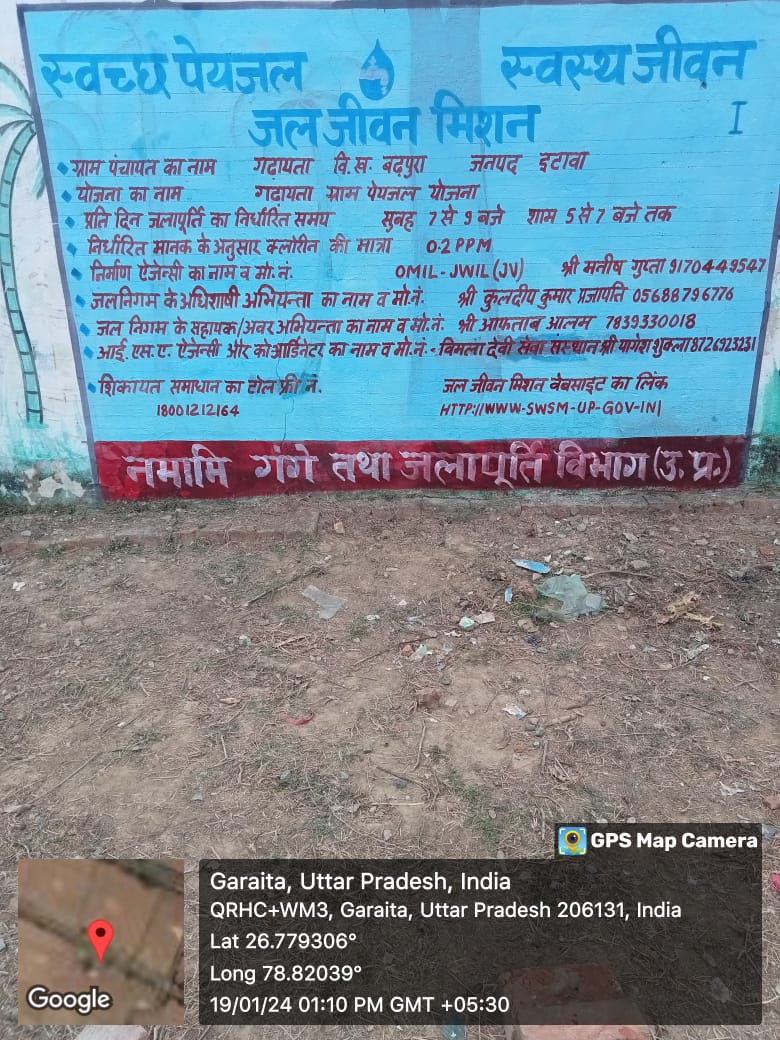 स्वच्छ पेयजल स्वस्थ जीवन
जल जीवन मिशन I
ग्राम पंचायत का नाम गढ़ायता वि.ख. बढ़पुरा जनपद इटावा
योजना का नाम गढ़ायता ग्राम पेयजल योजना
प्रति दिन जलापूर्ति का निर्धारित समय सुबह 7 से 9 बजे शाम 5 से 7 बजे तक
निर्धारित मानक के अनुसार क्लोरीन की मात्रा 0.2 PPM
निर्माण ऐजेन्सी का नाम व मो.नं. OMIL-JWIL (JV) श्री मनीष गुप्ता 9170449547
जलनिगम के अधिशाषी अभियन्ता का नाम व मो.नं. श्री कुलदीप कुमार प्रजापति 05688796776
जल निगम के सहायक/अवर अभियन्ता का नाम व मो.नं. श्री आफताब आलम 7839330018
आई.एस.ए. ऐजेन्सी और कोआर्डिनेटर का नाम व मो.नं.- विमला देवी सेवा संस्थान श्री योगेश शुक्ला 8726923231
शिकायत समाधान का टोल फ्री नं. जल जीवन मिशन वेबसाइट का लिंक
18001212164 HTTP://WWW-SWSM-UP-GOV-IN|
नमामि गंगे तथा जलापूर्ति विभाग (उ.प्र.)
GPS Map Camera
Garaita, Uttar Pradesh, India
QRHC+WM3, Garaita, Uttar Pradesh 206131, India
Lat 26.779306°
Long 78.82039°
19/01/24 01:10 PM GMT +05:30
Google